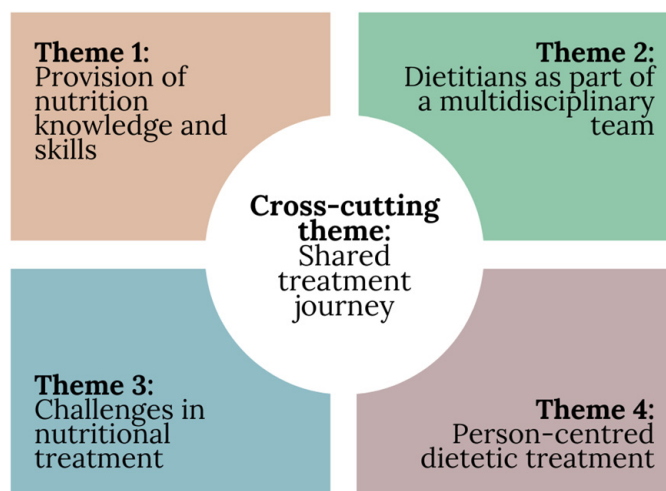 Theme 1:
Provision of
nutrition
knowledge and
skills
Theme 2:
Dietitians as part of
a multidisciplinary
team
Cross-cutting
theme:
Shared
treatment
journey
Theme 3:
Challenges in
nutritional
treatment
Theme 4:
Person-centred
dietetic treatment